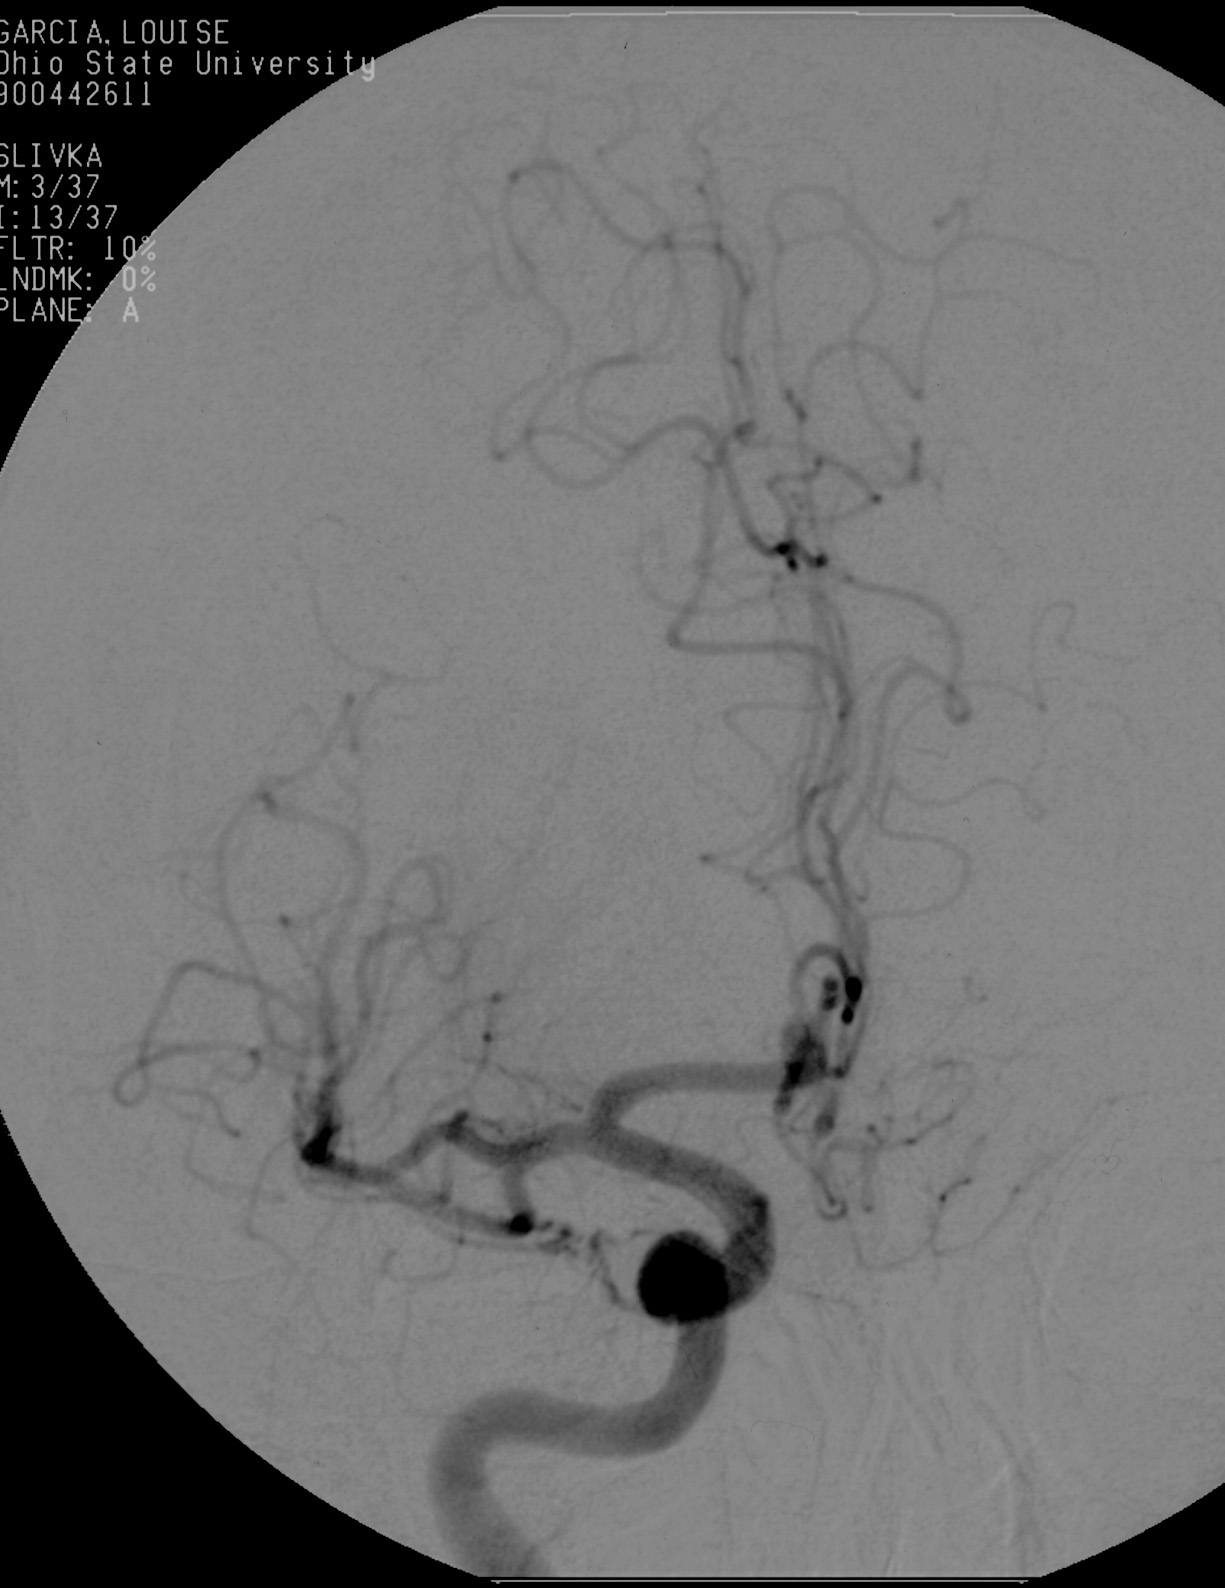 GARCIA, LOUISE
Ohio State University
900442611
SLIVKA
M: 3/37
I: 13/37
FLTR: 10%
LNDMK: 0%
PLANE: A